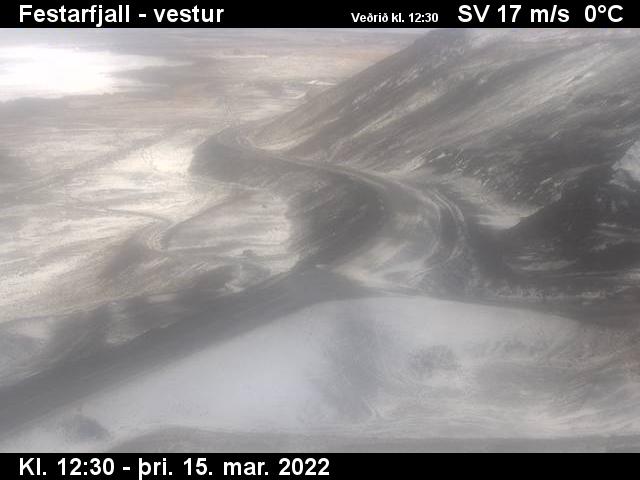 Festarfjall - vestur Veðrið kl. 12:30 SV 17 m/s 0°C
Kl. 12:30 - þri. 15. mar. 2022